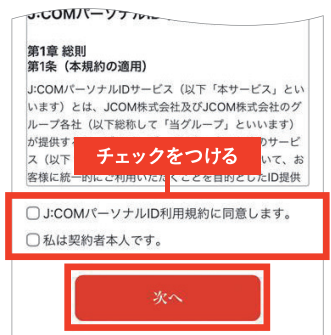 J:COMパーソナルID
第1章 総則
第1条（本規約の適用）
J:COMパーソナルIDサービス（以下「本サービス」とい
います）とは、JCOM株式会社及びJCOM株式会社のグ
ループ各社（以下総称して「当グループ」といいます）
が提供す
のサービ
ス（以下
いて、お
チェックをつける
客様に統一的にご利用いただくことを目的としたID提供
J:COMパーソナルID利用規約に同意します。
私は契約者本人です。
次へ